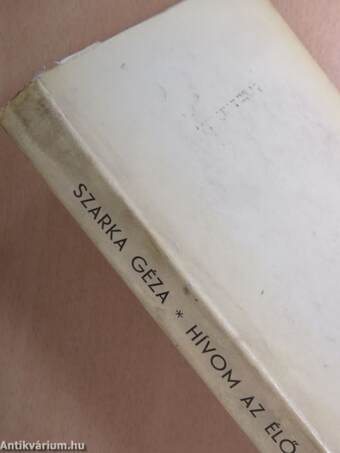 SZARKA GÉZA * HÍVOM AZ ÉLŐ
Antikvárium.hu